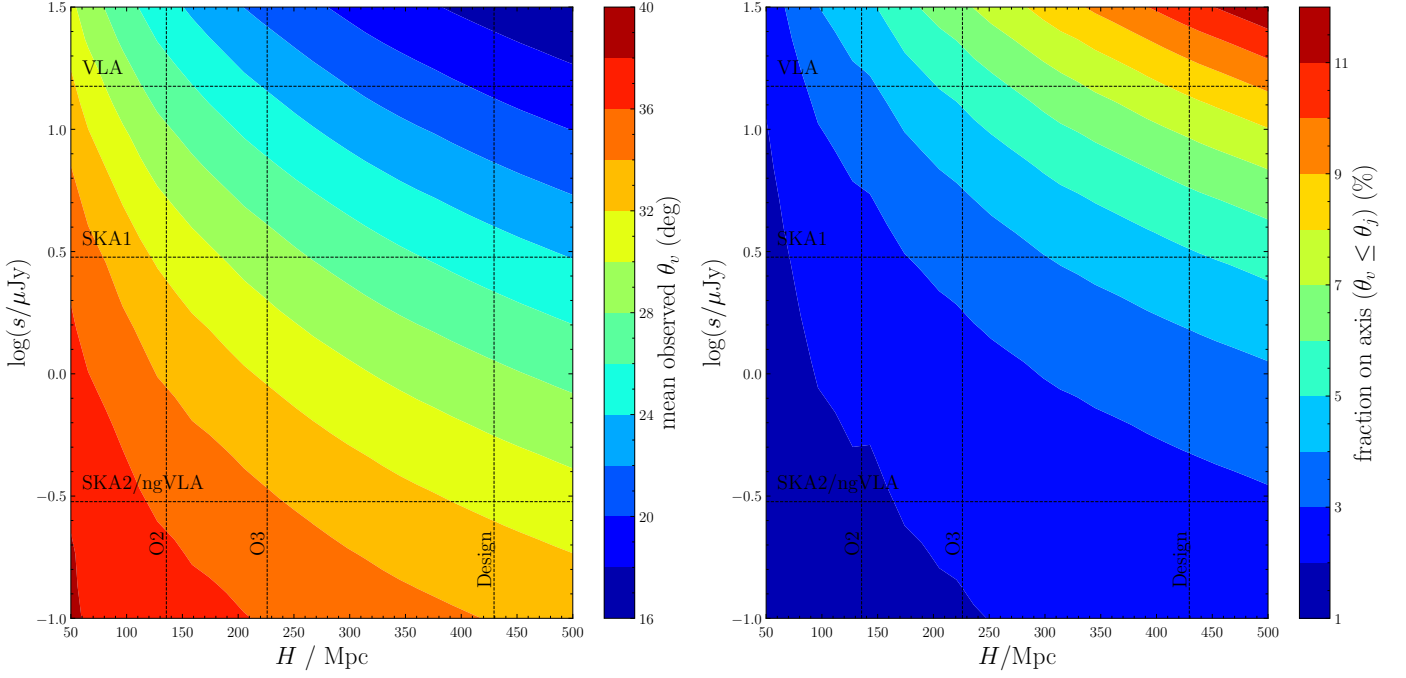 1.5
1.0
0.5
0.0
−0.5
−1.0
log(s/μJy)
VLA
SKA1
SKA2/ngVLA
O2
O3
Design
50 100 150 200 250 300 350 400 450 500
H / Mpc
40
36
32
28
24
20
16
mean observed θv (deg)
1.5
1.0
0.5
0.0
−0.5
−1.0
log(s/μJy)
VLA
SKA1
SKA2/ngVLA
O2
O3
Design
50 100 150 200 250 300 350 400 450 500
H/Mpc
11
9
7
5
3
1
fraction on axis (θv ≤ θj) (%)